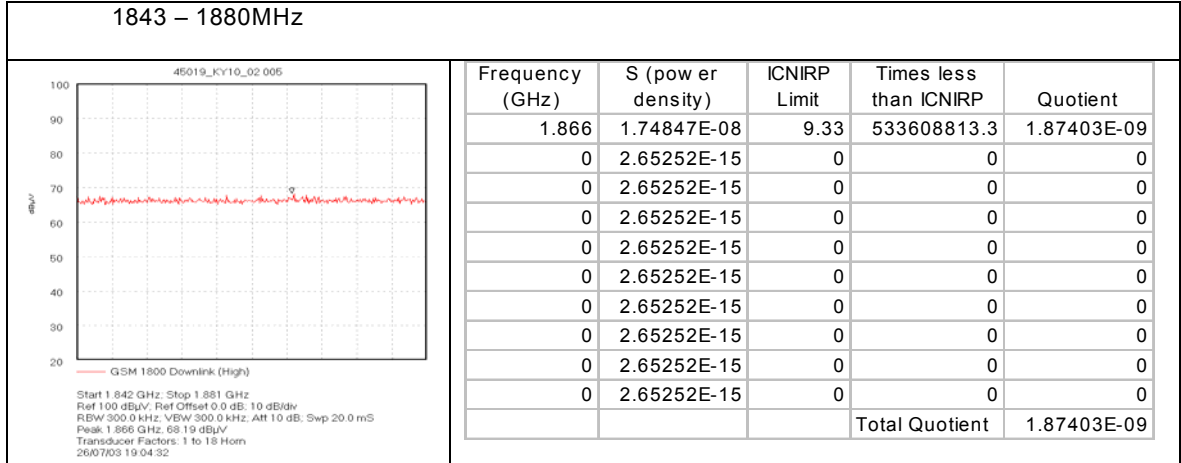 1843 – 1880MHz
45019_KY10_02.005
100
90
80
70
60
50
40
30
20
dBµV
GSM 1800 Downlink (High)
Start 1.842 GHz; Stop 1.881 GHz
Ref 100 dBµV; Ref Offset 0.0 dB; 10 dB/div
RBW 300.0 kHz; VBW 300.0 kHz; Att 10 dB; Swp 20.0 mS
Peak 1.866 GHz, 68.19 dBµV
Transducer Factors: 1 to 18 Horn
26/07/03 19:04:32
Frequency (GHz) S (power density) ICNIRP Limit Times less than ICNIRP Quotient
1.866 1.74847E-08 9.33 533608813.3 1.87403E-09
0 2.65252E-15 0 0 0
0 2.65252E-15 0 0 0
0 2.65252E-15 0 0 0
0 2.65252E-15 0 0 0
0 2.65252E-15 0 0 0
0 2.65252E-15 0 0 0
0 2.65252E-15 0 0 0
0 2.65252E-15 0 0 0
0 2.65252E-15 0 0 0
Total Quotient 1.87403E-09